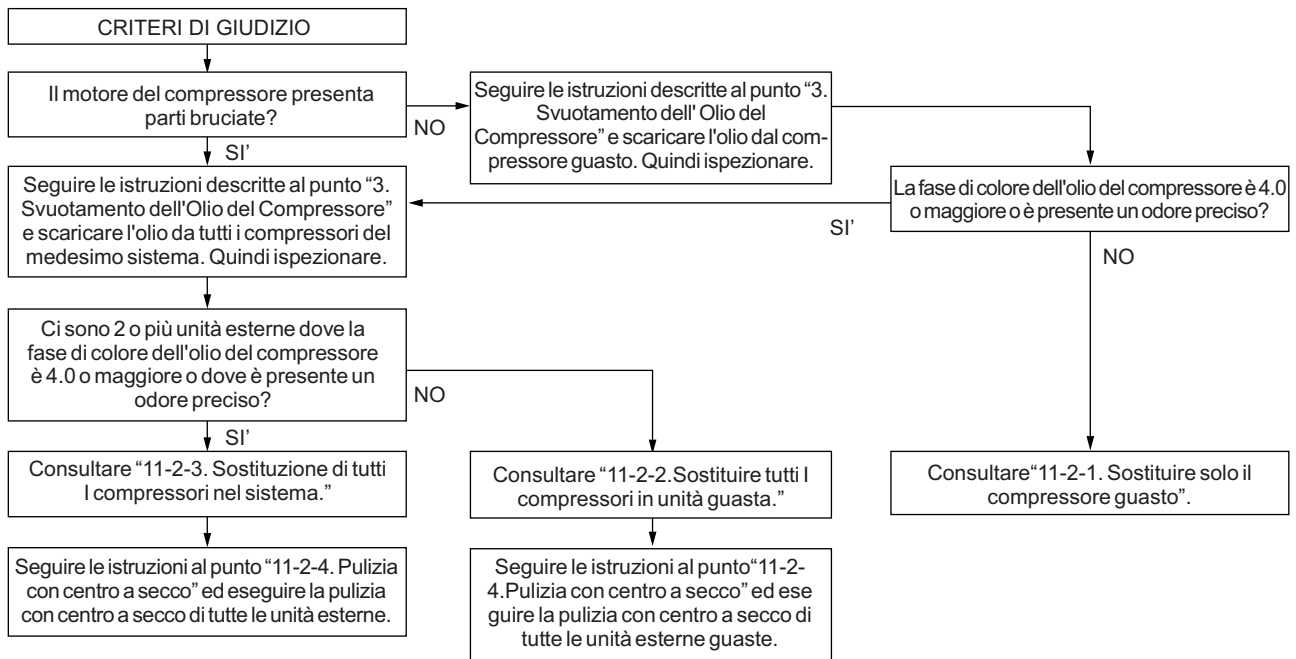 CRITERI DI GIUDIZIO
Il motore del compressore presenta
parti bruciate?
NO
SI’
Seguire le istruzioni descritte al punto “3.
Svuotamento dell' Olio del
Compressore” e scaricare l'olio dal com-
pressore guasto. Quindi ispezionare.
La fase di colore dell'olio del compressore è 4.0
o maggiore o è presente un odore preciso?
SI’
NO
Seguire le istruzioni descritte al punto “3.
Svuotamento dell'Olio del Compressore”
e scaricare l'olio da tutti i compressori del
medesimo sistema. Quindi ispezionare.
Ci sono 2 o più unità esterne dove la
fase di colore dell'olio del compressore
è 4.0 o maggiore o dove è presente un
odore preciso?
NO
SI’
Consultare “11-2-3. Sostituzione di tutti
I compressori nel sistema.”
Consultare “11-2-2.Sostituire tutti I
compressori in unità guasta.”
Consultare“11-2-1. Sostituire solo il
compressore guasto”.
Seguire le istruzioni al punto “11-2-4. Pulizia
con centro a secco” ed eseguire la pulizia
con centro a secco di tutte le unità esterne.
Seguire le istruzioni al punto“11-2-
4.Pulizia con centro a secco” ed ese
guire la pulizia con centro a secco di
tutte le unità esterne guaste.